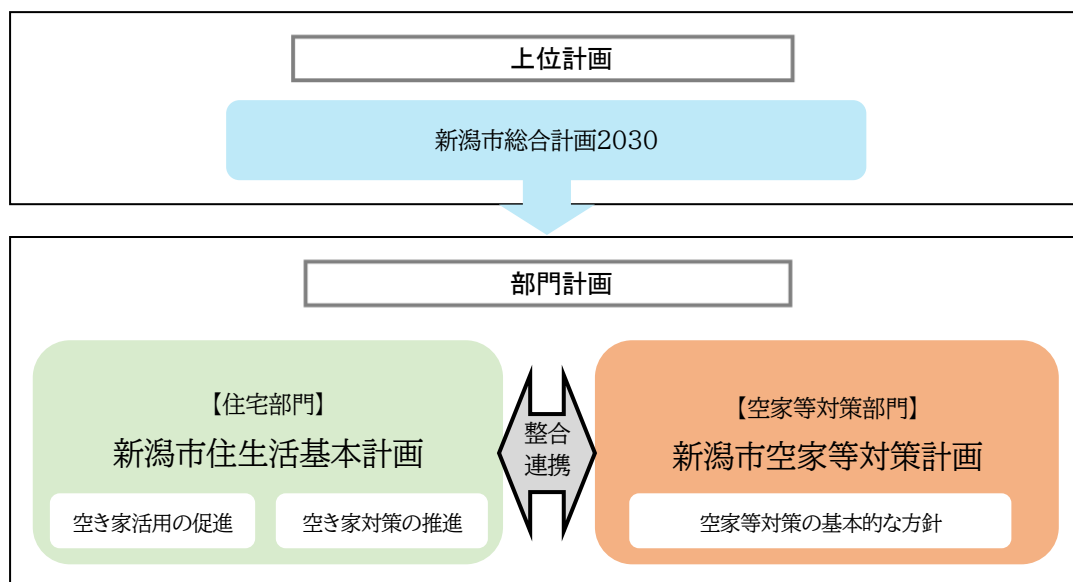 上位計画
新潟市総合計画2030
部門計画
【住宅部門】
新潟市住生活基本計画
空き家活用の促進
空き家対策の推進
整合
連携
【空家等対策部門】
新潟市空家等対策計画
空家等対策の基本的な方針